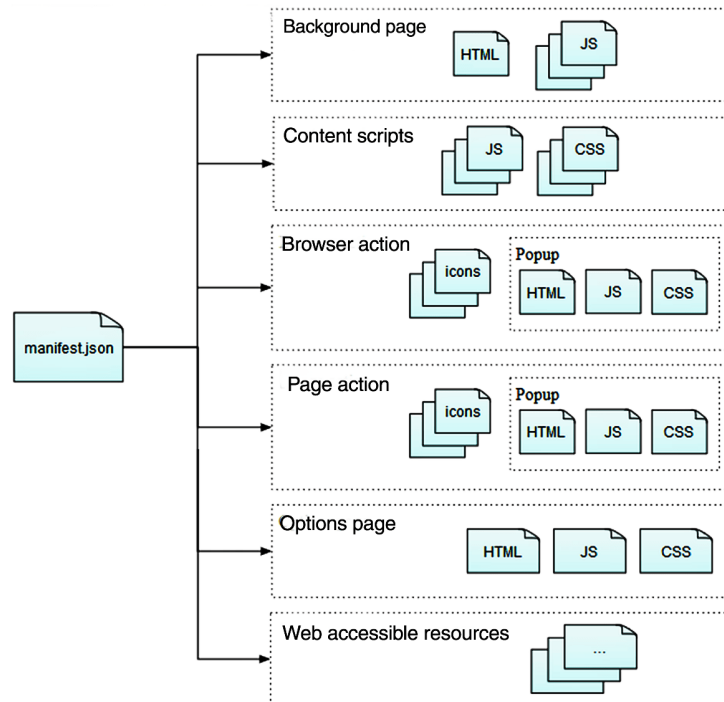 Background page
HTML
JS
Content scripts
JS
CSS
Browser action
icons
Popup
HTML
JS
CSS
manifest.json
Page action
icons
Popup
HTML
JS
CSS
Options page
HTML
JS
CSS
Web accessible resources
...